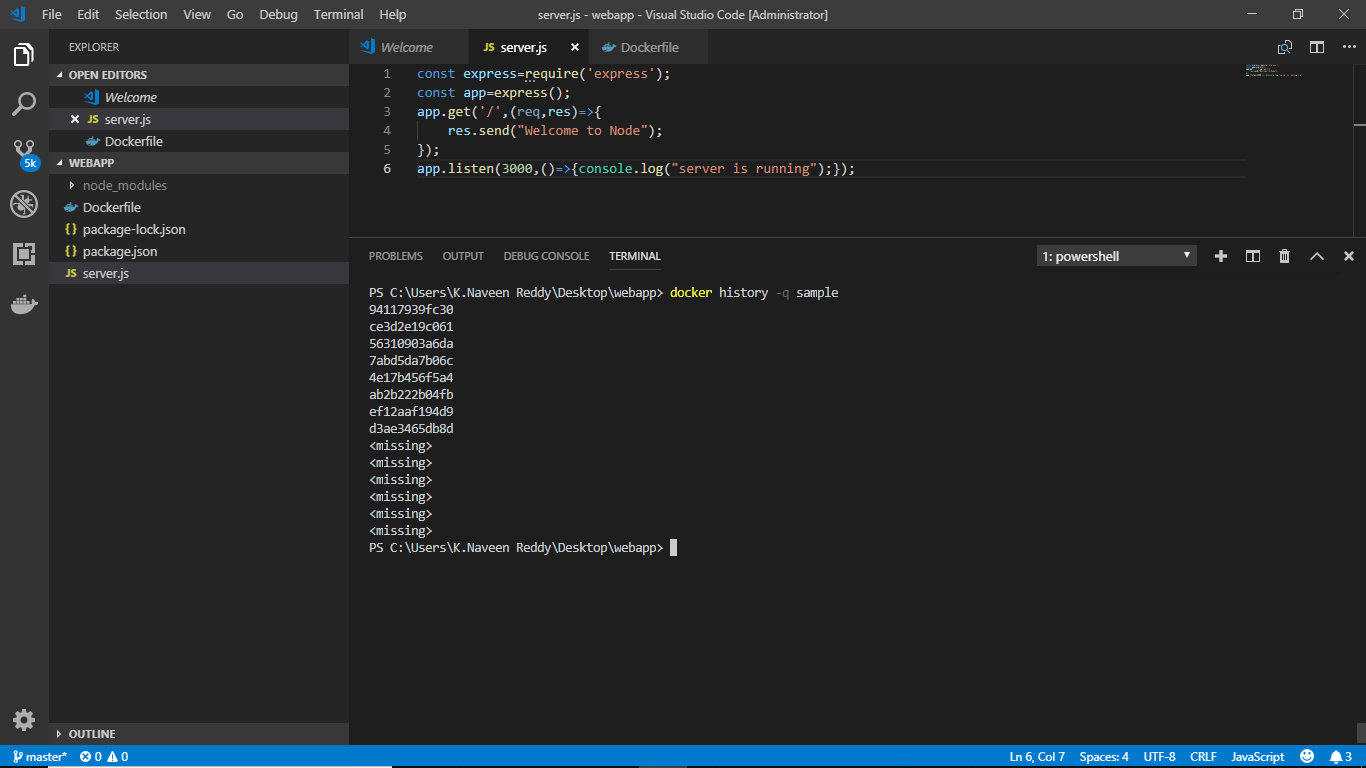 File Edit Selection View Go Debug Terminal Help server.js - webapp - Visual Studio Code [Administrator]
EXPLORER
OPEN EDITORS
Welcome
JS server.js
Dockerfile
WEBAPP
node_modules
Dockerfile
{} package-lock.json
{} package.json
JS server.js
OUTLINE
5k
Welcome JS server.js Dockerfile
1 const express=require('express');
2 const app=express();
3 app.get('/',(req,res)=>{
4 res.send("Welcome to Node");
5 });
6 app.listen(3000,()=>{console.log("server is running");});
PROBLEMS OUTPUT DEBUG CONSOLE TERMINAL 1: powershell
PS C:\Users\K.Naveen Reddy\Desktop\webapp> docker history -q sample
94117939fc30
ce3d2e19c061
56310903a6da
7abd5da7b06c
4e17b456f5a4
ab2b222b04fb
ef12aaf194d9
d3ae3465db8d
<missing>
<missing>
<missing>
<missing>
<missing>
<missing>
PS C:\Users\K.Naveen Reddy\Desktop\webapp>
master* 0 0 Ln 6, Col 7 Spaces: 4 UTF-8 CRLF JavaScript 3